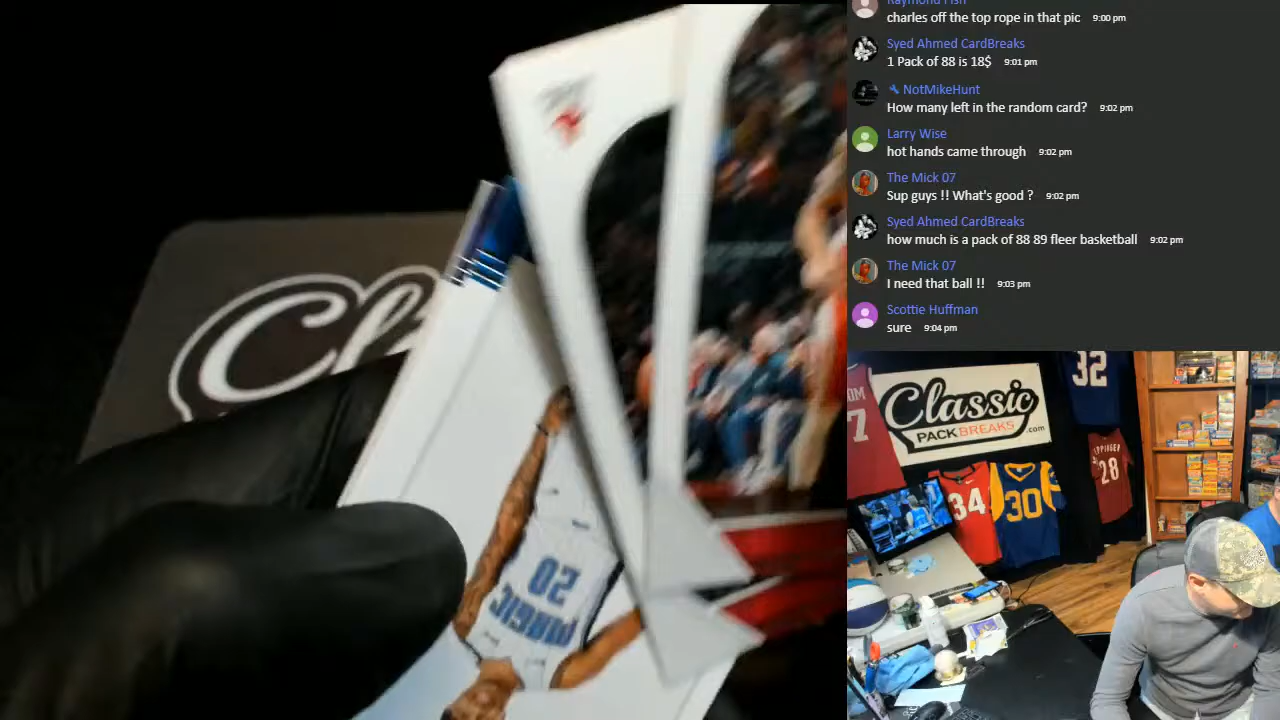 Cl
20
MAGIC
charles off the top rope in that pic 9:00 pm
Syed Ahmed CardBreaks
1 Pack of 88 is 18$ 9:01 pm
NotMikeHunt
How many left in the random card? 9:02 pm
Larry Wise
hot hands came through 9:02 pm
The Mick 07
Sup guys !! What's good ? 9:02 pm
Syed Ahmed CardBreaks
how much is a pack of 88 89 fleer basketball 9:02 pm
The Mick 07
I need that ball !! 9:03 pm
Scottie Huffman
sure 9:04 pm
32
7
Classic
PACKBREAKS.com
28
34
30